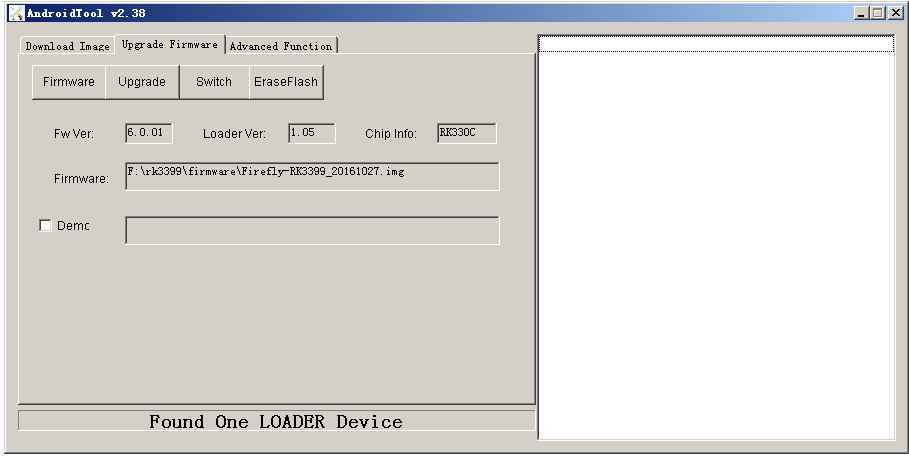 AndroidTool v2.38
Download Image Upgrade Firmware Advanced Function
Firmware Upgrade Switch EraseFlash
Fw Ver: 6.0.01 Loader Ver: 1.05 Chip Info: RK330C
Firmware: F:\rk3399\firmware\Firefly-RK3399_20161027.img
Demo
Found One LOADER Device